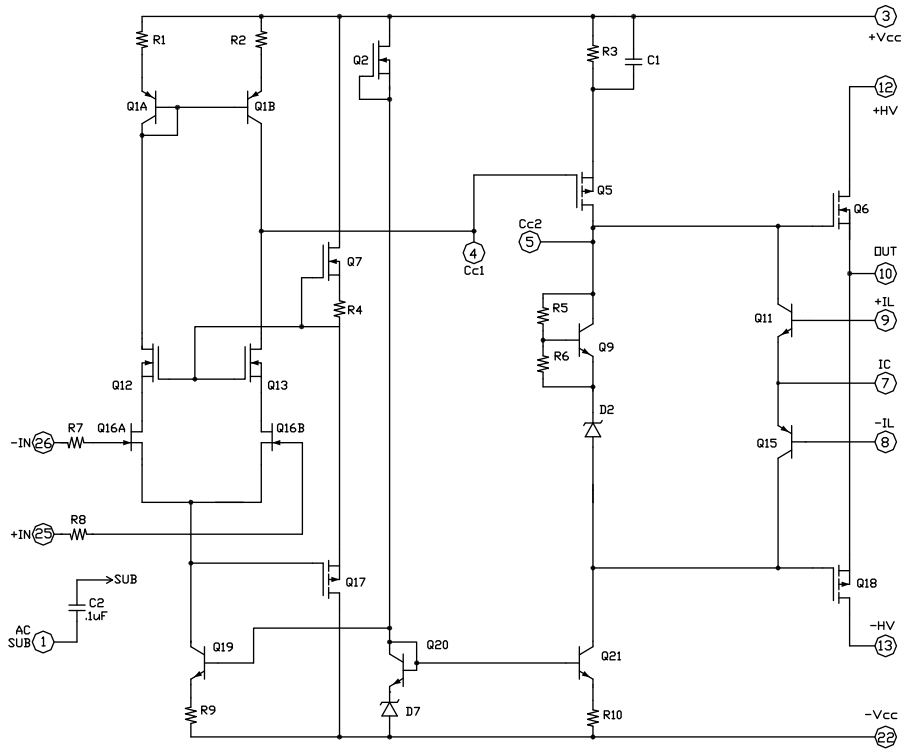 R1
R2
Q2
R3
C1
3
+Vcc
Q1A
Q1B
12
+HV
Q5
Q6
Cc2
5
4
Cc1
Q7
OUT
10
R4
R5
Q11
+IL
9
R6
Q9
Q12
Q13
IC
7
D2
-IN
26
R7
Q16A
Q16B
Q15
-IL
8
+IN
25
R8
SUB
Q17
Q18
C2
.1uF
AC
SUB
1
Q19
Q20
Q21
-HV
13
R9
D7
R10
-Vcc
22